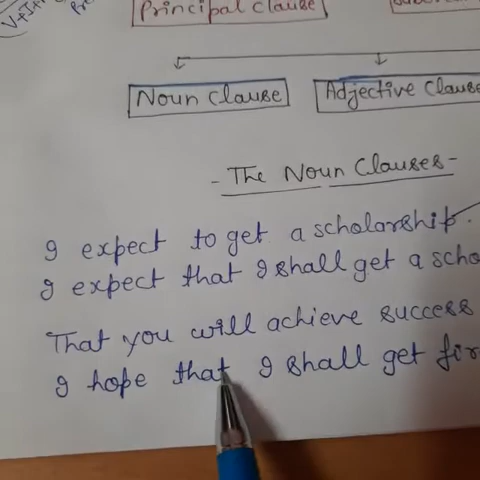 Principal Clause
Noun Clause
Adjective Clause
- The Noun Clauses -
I expect to get a scholarship.
I expect that I shall get a scho
That you will achieve success
I hope that I shall get fir